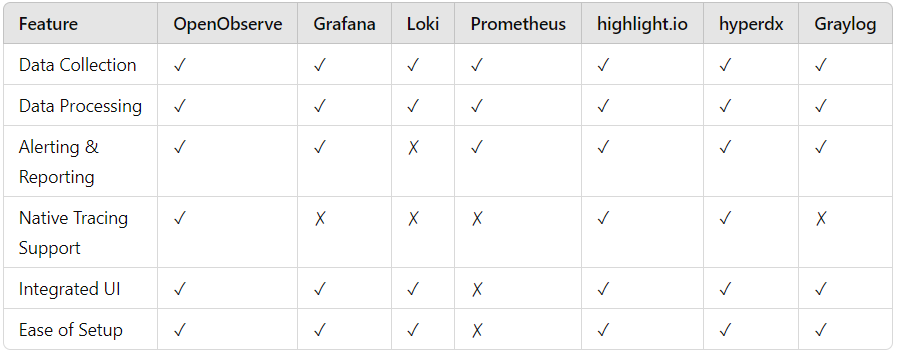 Feature OpenObserve Grafana Loki Prometheus highlight.io hyperdx Graylog
Data Collection ✓ ✓ ✓ ✓ ✓ ✓ ✓
Data Processing ✓ ✓ ✓ ✓ ✓ ✓ ✓
Alerting & ✓ ✓ ✗ ✓ ✓ ✓ ✓
Reporting
Native Tracing ✓ ✗ ✗ ✗ ✓ ✓ ✗
Support
Integrated UI ✓ ✓ ✓ ✗ ✓ ✓ ✓
Ease of Setup ✓ ✓ ✓ ✗ ✓ ✓ ✓